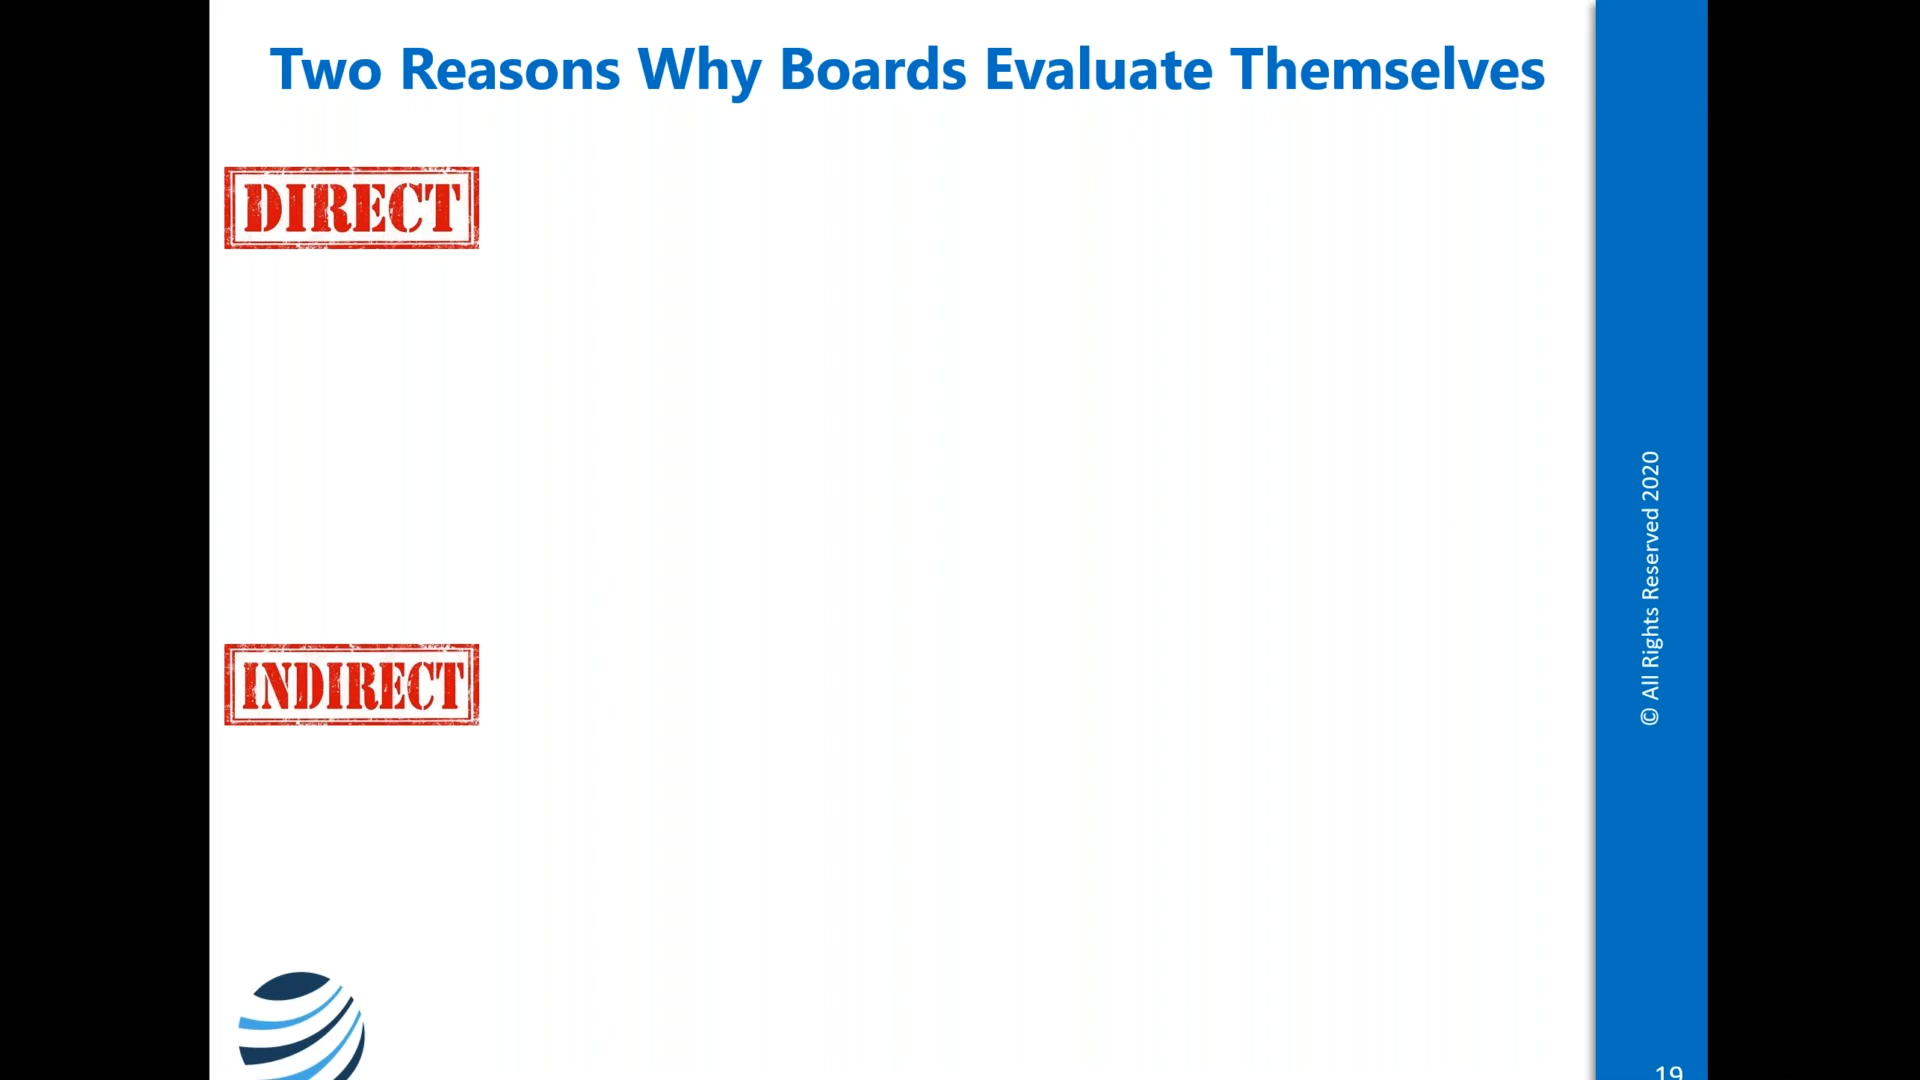 Two Reasons Why Boards Evaluate Themselves
DIRECT
INDIRECT
© All Rights Reserved 2020
19